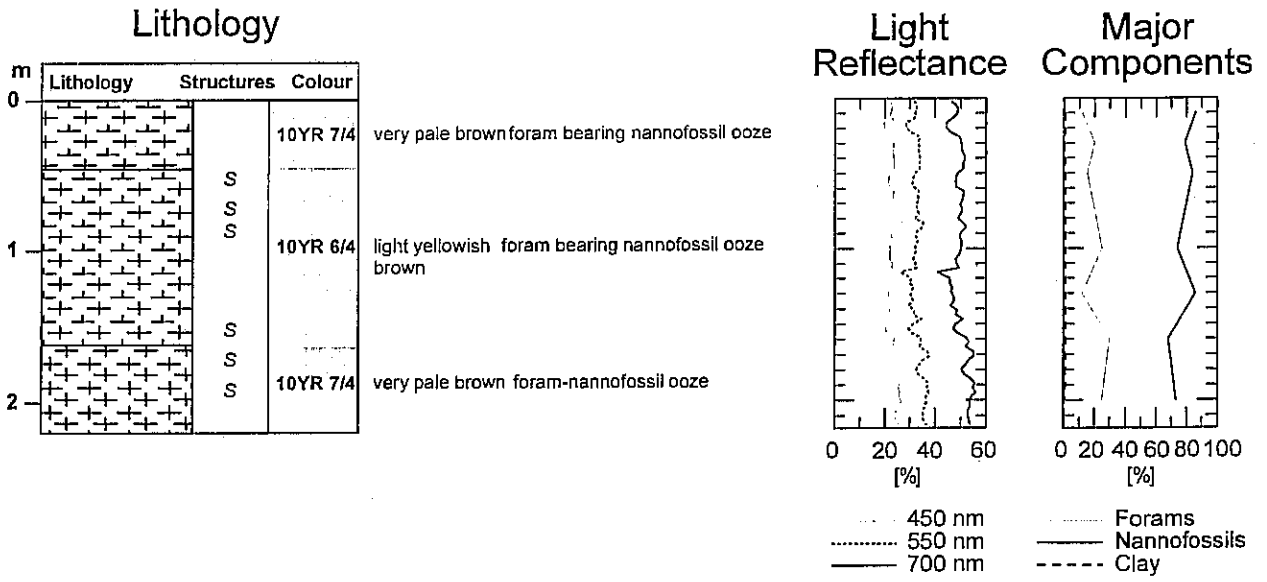 Lithology
Light Reflectance
Major Components
m
Lithology Structures Colour
0
10YR 7/4 very pale brown foram bearing nannofossil ooze
S
S
S
1
10YR 6/4 light yellowish foram bearing nannofossil ooze
brown
S
S
S
10YR 7/4 very pale brown foram-nannofossil ooze
2
0 20 40 60
[%]
0 20 40 60 80 100
[%]
450 nm
550 nm
700 nm
Forams
Nannofossils
Clay